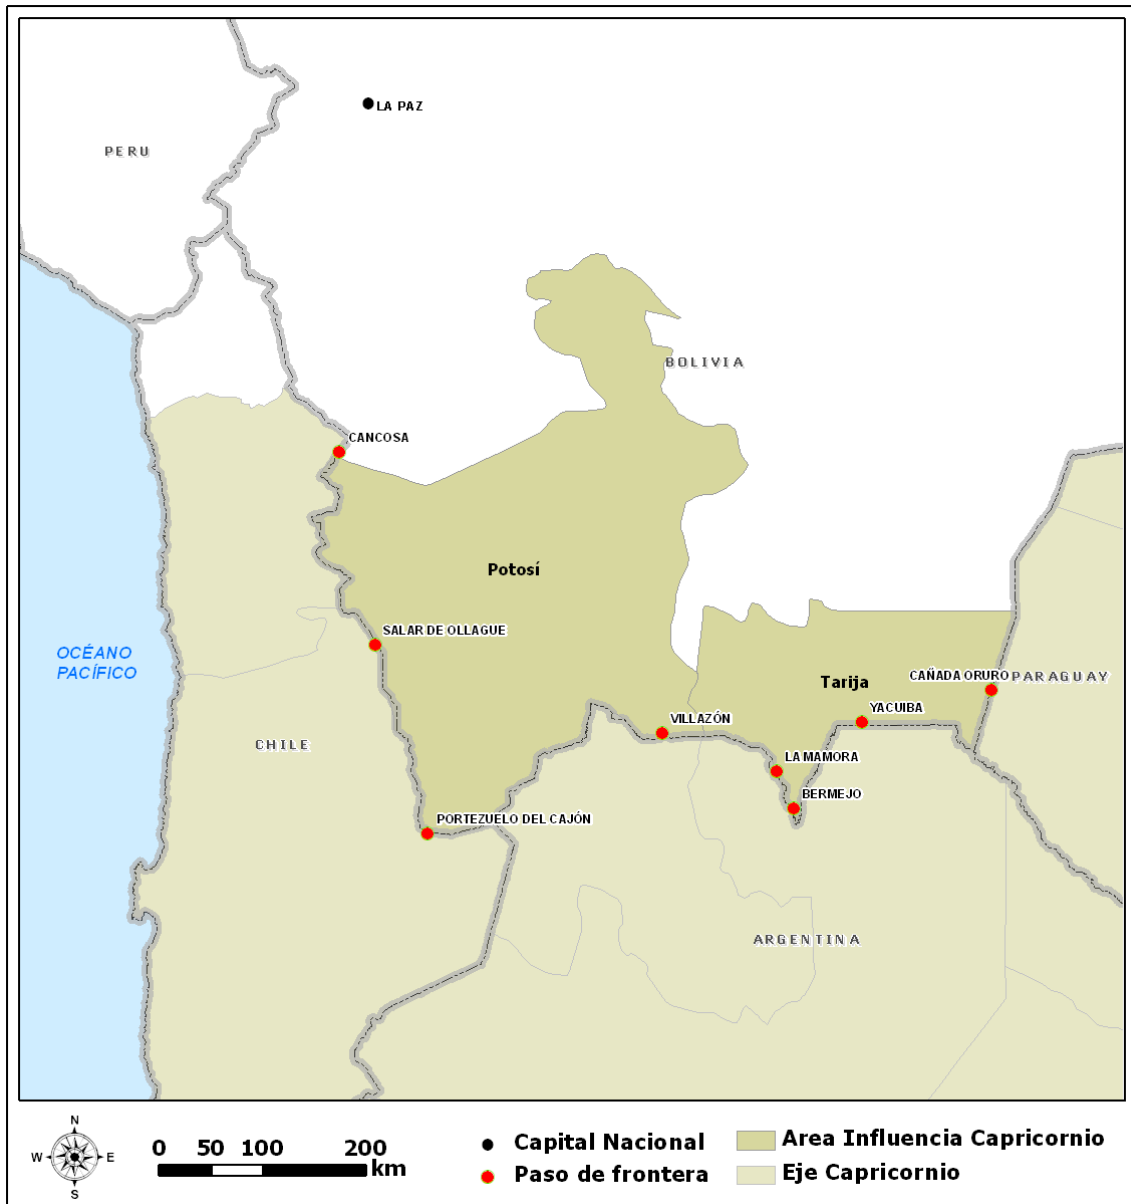 LA PAZ
PERU
BOLIVIA
CANCOSA
Potosí
SALAR DE OLLAGUE
OCÉANO
PACÍFICO
CAÑADA ORURO
PARAGUAY
Tarija
YACUIBA
VILLAZÓN
CHILE
LA MAMORA
BERMEJO
PORTEZUELO DEL CAJÓN
ARGENTINA
N
W
E
S
0 50 100 200
km
Capital Nacional
Paso de frontera
Area Influencia Capricornio
Eje Capricornio